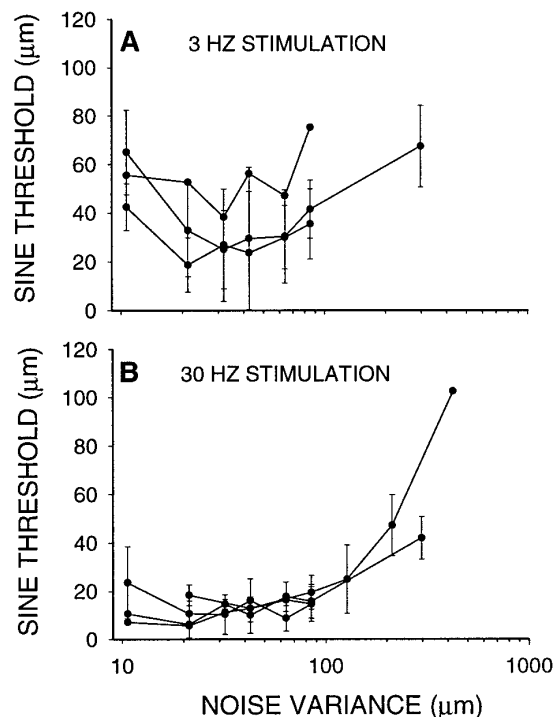 A 3 HZ STIMULATION
SINE THRESHOLD (μm)
120
100
80
60
40
20
0
B 30 HZ STIMULATION
SINE THRESHOLD (μm)
120
100
80
60
40
20
0
10 100 1000
NOISE VARIANCE (μm)